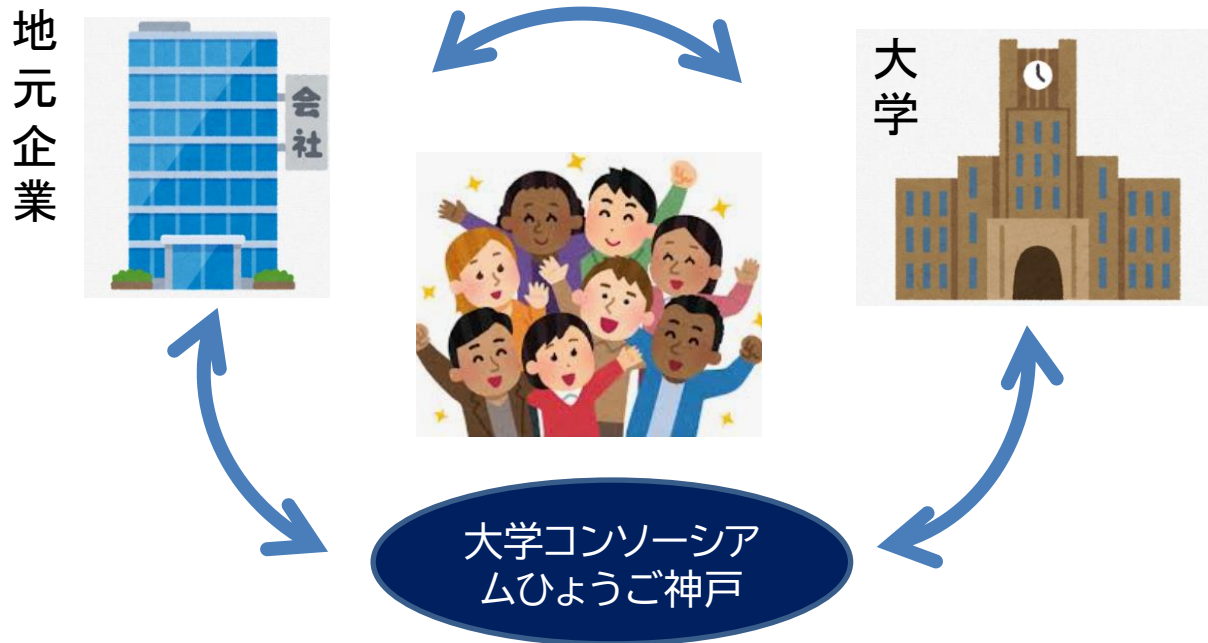 地元企業
会社
大学
大学コンソーシア
ムひょうご神戸